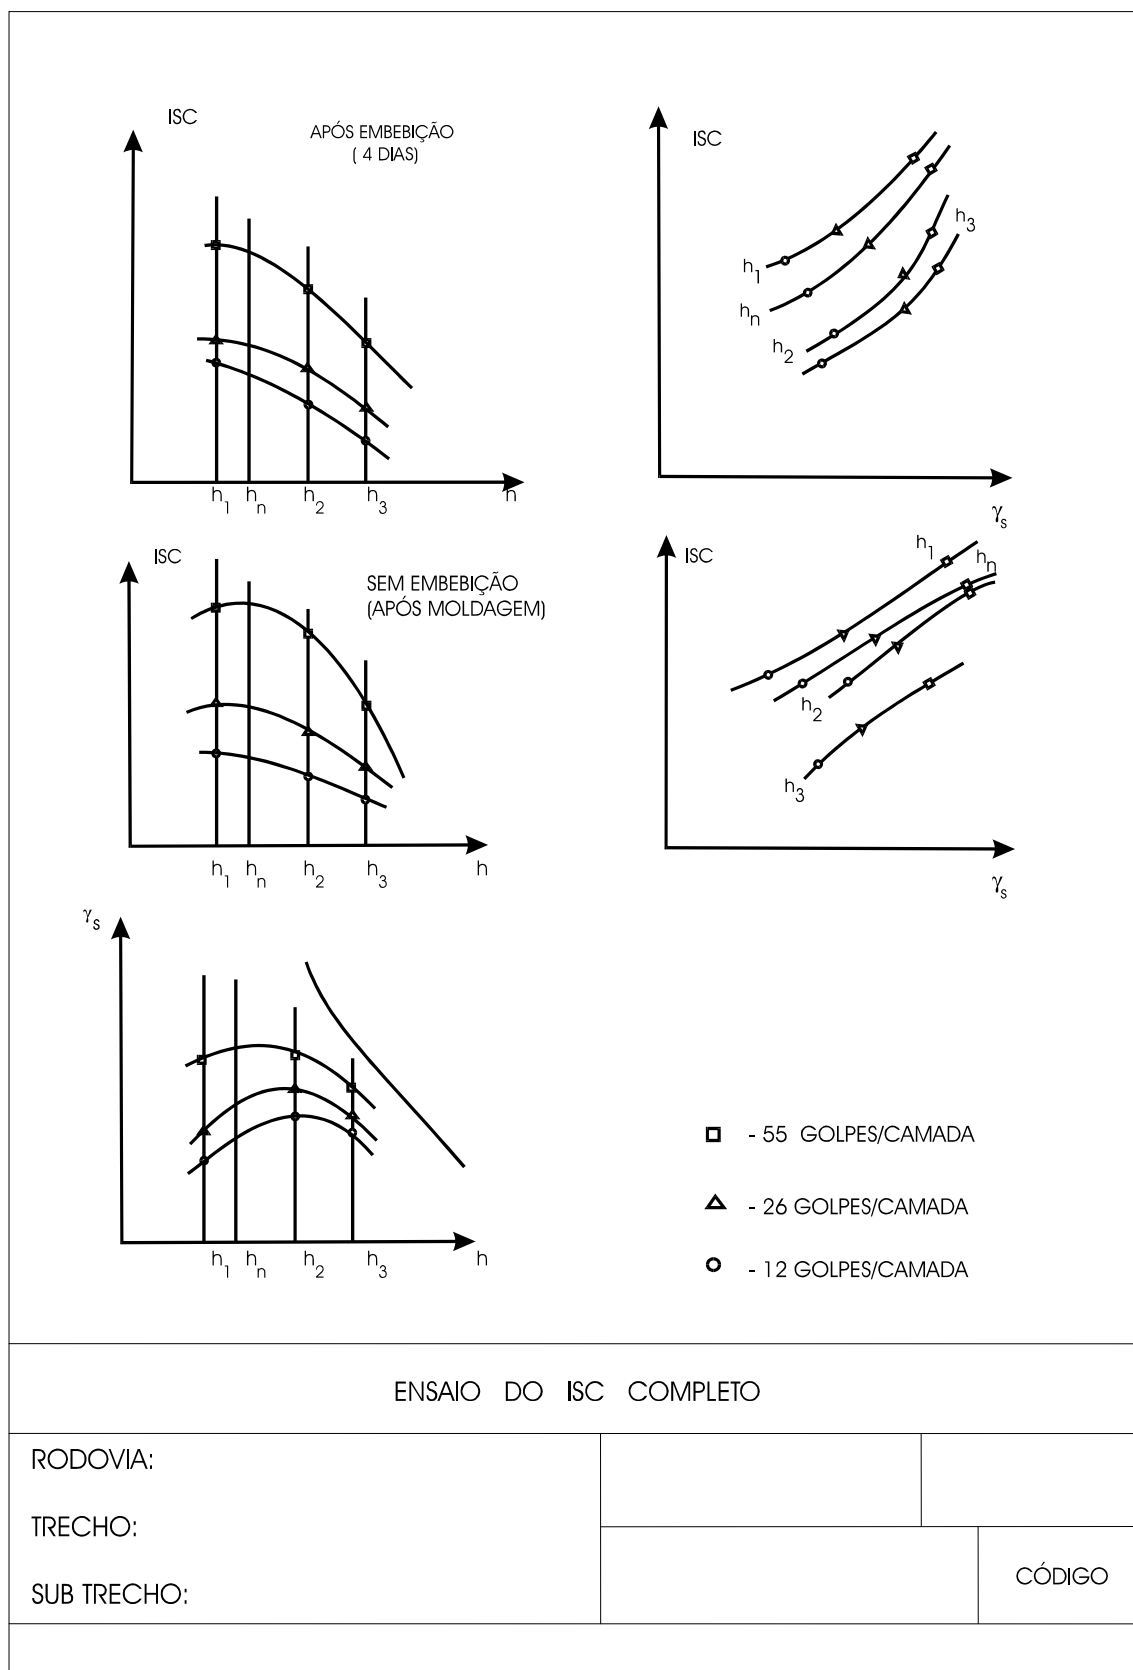 ISC
APÓS EMBEBIÇÃO
( 4 DIAS)
h1 hn h2 h3 h
ISC
h1
hn
h2
h3
γs
ISC
SEM EMBEBIÇÃO
(APÓS MOLDAGEM)
h1 hn h2 h3 h
ISC
h1
hn
h2
h3
γs
γs
h1 hn h2 h3 h
- 55 GOLPES/CAMADA
- 26 GOLPES/CAMADA
- 12 GOLPES/CAMADA
ENSAIO DO ISC COMPLETO
RODOVIA:
TRECHO:
SUB TRECHO:
CÓDIGO